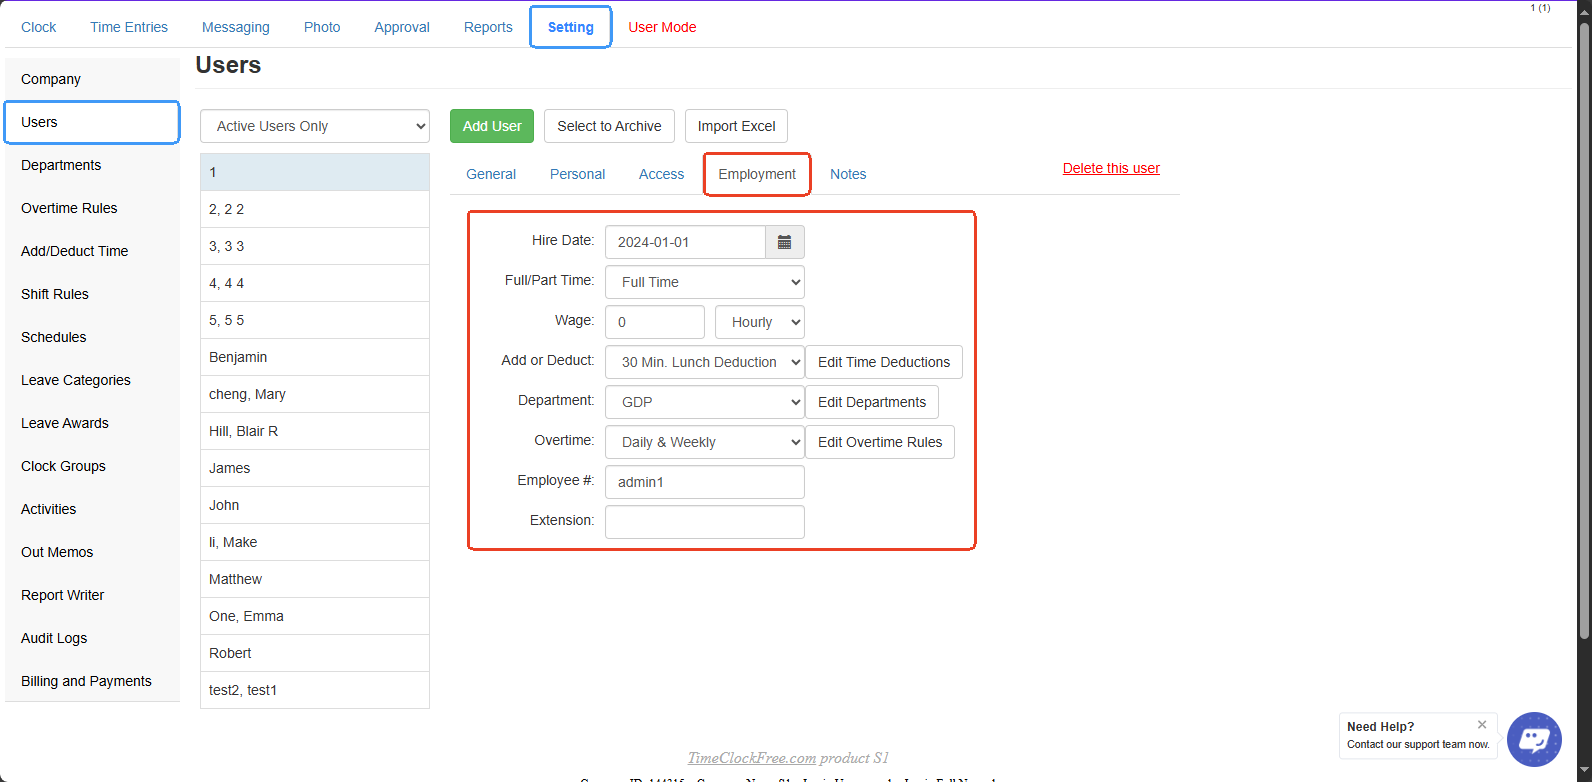 1 (1)
Clock Time Entries Messaging Photo Approval Reports Setting User Mode
Users
Company
Users
Departments
Overtime Rules
Add/Deduct Time
Shift Rules
Schedules
Leave Categories
Leave Awards
Clock Groups
Activities
Out Memos
Report Writer
Audit Logs
Billing and Payments
Active Users Only
1
2, 2 2
3, 3 3
4, 4 4
5, 5 5
Benjamin
cheng, Mary
Hill, Blair R
James
John
li, Make
Matthew
One, Emma
Robert
test2, test1
Add User Select to Archive Import Excel
General Personal Access Employment Notes Delete this user
Hire Date: 2024-01-01
Full/Part Time: Full Time
Wage: 0 Hourly
Add or Deduct: 30 Min. Lunch Deduction Edit Time Deductions
Department: GDP Edit Departments
Overtime: Daily & Weekly Edit Overtime Rules
Employee #: admin1
Extension:
Need Help?
Contact our support team now.
TimeClockFree.com product S1